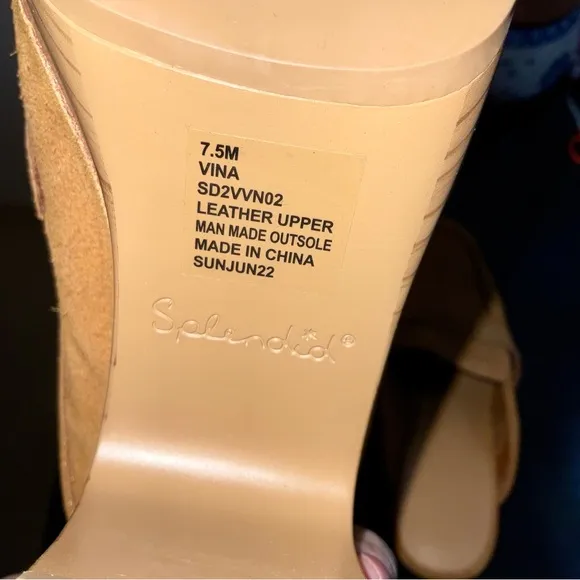 7.5M
VINA
SD2VVN02
LEATHER UPPER
MAN MADE OUTSOLE
MADE IN CHINA
SUNJUN22
Splendid®